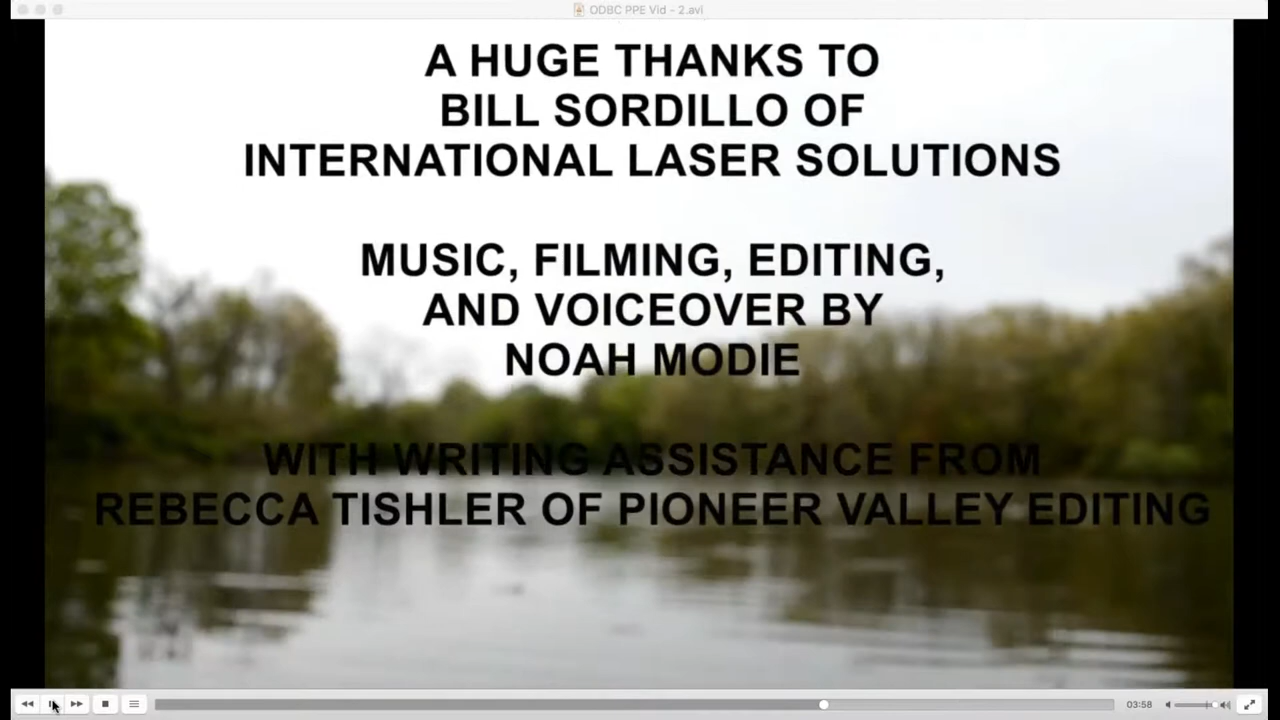 ODBC PPE Vid - 2.avi
A HUGE THANKS TO
BILL SORDILLO OF
INTERNATIONAL LASER SOLUTIONS
MUSIC, FILMING, EDITING,
AND VOICEOVER BY
NOAH MODIE
WITH WRITING ASSISTANCE FROM
REBECCA TISHLER OF PIONEER VALLEY EDITING
03:58